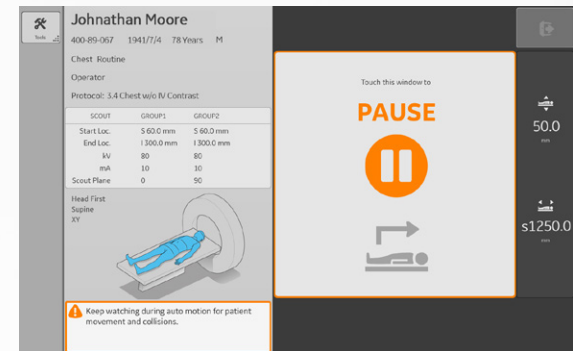 Tools
Johnathan Moore
400-89-067 1941/7/4 78 Years M
Chest Routine
Operator
Protocol: 3.4 Chest w/o IV Contrast
SCOUT GROUP1 GROUP2
Start Loc. S 60.0 mm S 60.0 mm
End Loc. I 300.0 mm I 300.0 mm
kV 80 80
mA 10 10
Scout Plane 0 90
Head First
Supine
XY
Keep watching during auto motion for patient
movement and collisions.
Touch this window to
PAUSE
50.0
mm
s1250.0
mm